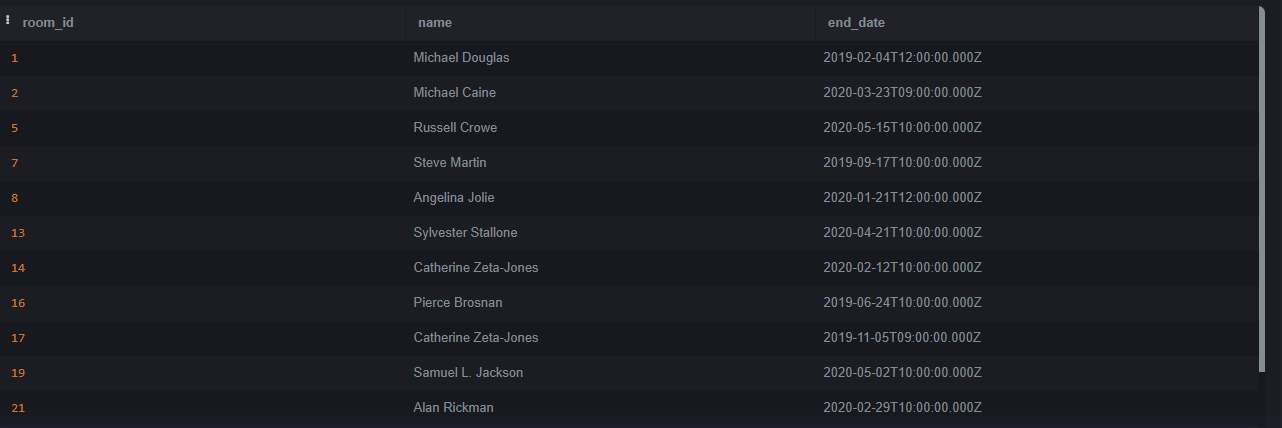 room_id name end_date
1 Michael Douglas 2019-02-04T12:00:00.000Z
2 Michael Caine 2020-03-23T09:00:00.000Z
5 Russell Crowe 2020-05-15T10:00:00.000Z
7 Steve Martin 2019-09-17T10:00:00.000Z
8 Angelina Jolie 2020-01-21T12:00:00.000Z
13 Sylvester Stallone 2020-04-21T10:00:00.000Z
14 Catherine Zeta-Jones 2020-02-12T10:00:00.000Z
16 Pierce Brosnan 2019-06-24T10:00:00.000Z
17 Catherine Zeta-Jones 2019-11-05T09:00:00.000Z
19 Samuel L. Jackson 2020-05-02T10:00:00.000Z
21 Alan Rickman 2020-02-29T10:00:00.000Z